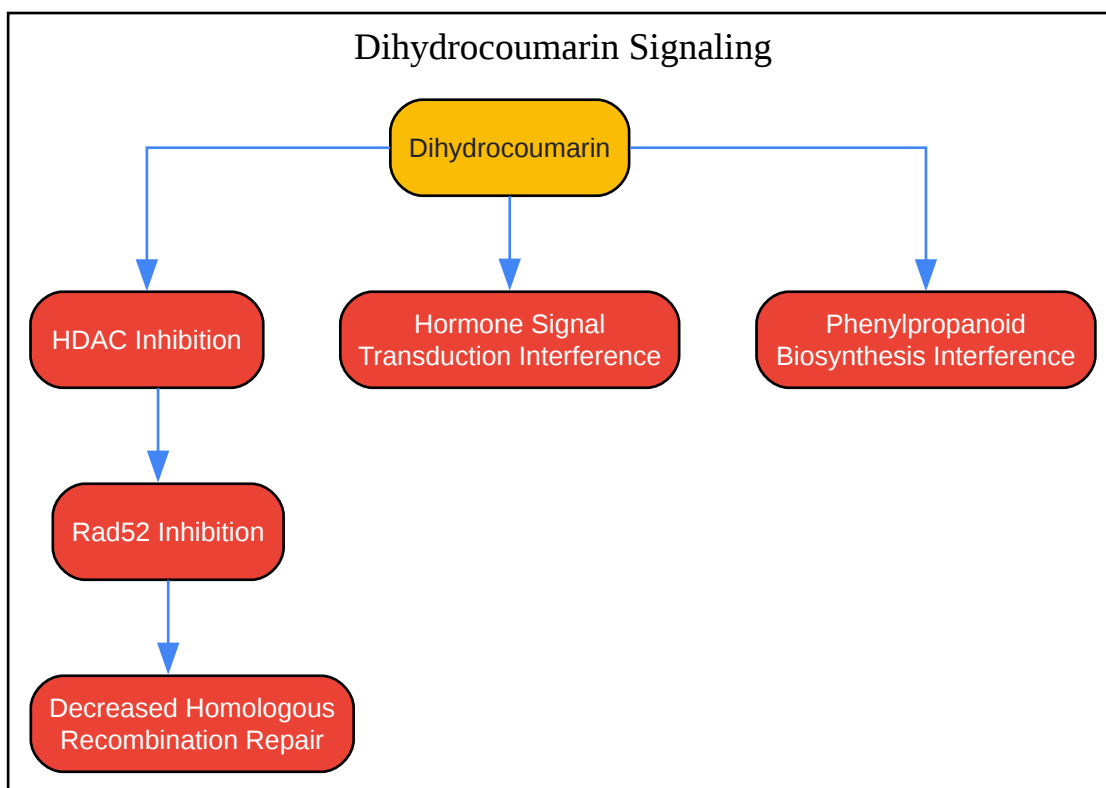 Dihydrocoumarin Signaling
Dihydrocoumarin
HDAC Inhibition
Hormone Signal
Transduction Interference
Phenylpropanoid
Biosynthesis Interference
Rad52 Inhibition
Decreased Homologous
Recombination Repair